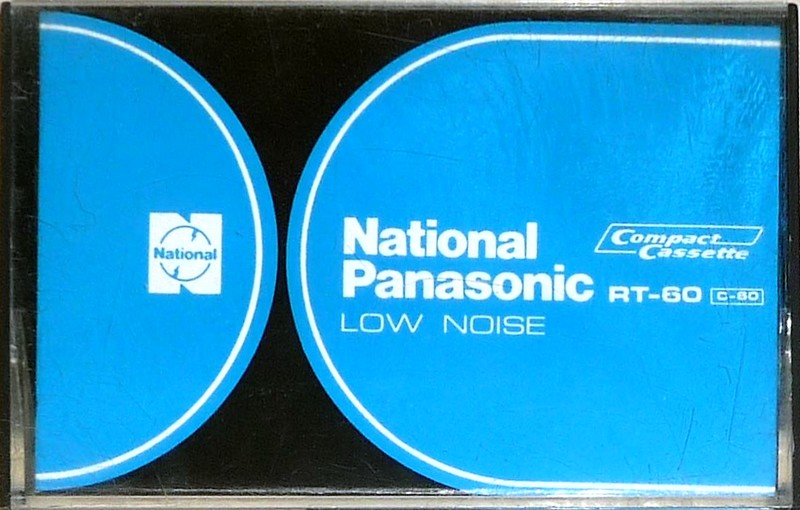 National
National
Panasonic
RT-60
C-60
LOW NOISE
Compact
Cassette